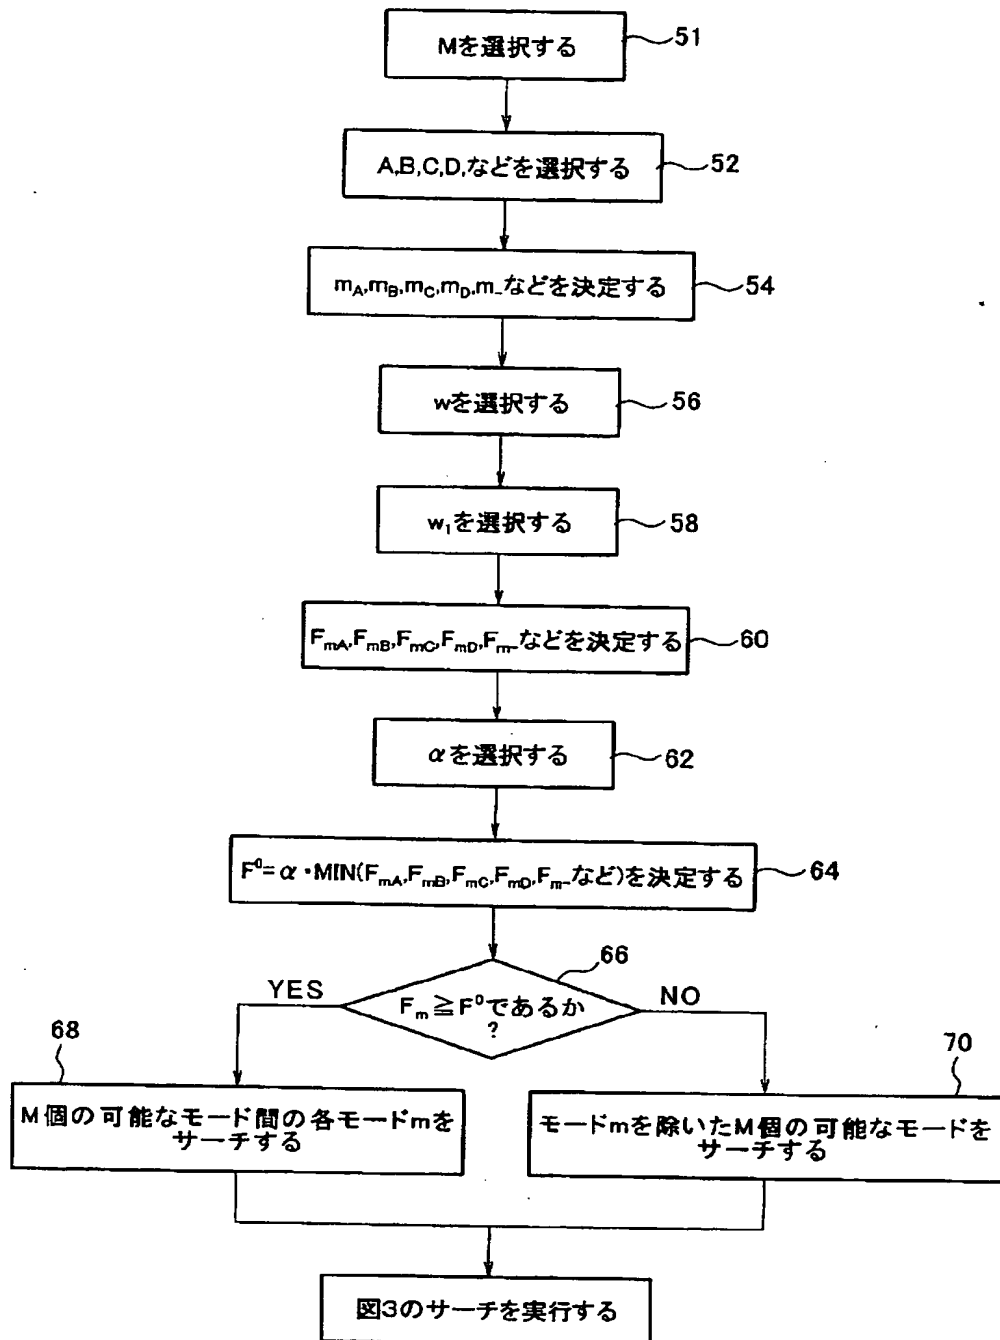 Mを選択する
51
A,B,C,D,などを選択する
52
mA,mB,mC,mD,m-などを決定する
54
wを選択する
56
w1を選択する
58
FmA,FmB,FmC,FmD,Fm-などを決定する
60
αを選択する
62
F0=α・MIN(FmA,FmB,FmC,FmD,Fm-など)を決定する
64
66
YES
Fm≧F0であるか
?
NO
68
M個の可能なモード間の各モードmを
サーチする
70
モードmを除いたM個の可能なモードを
サーチする
図3のサーチを実行する